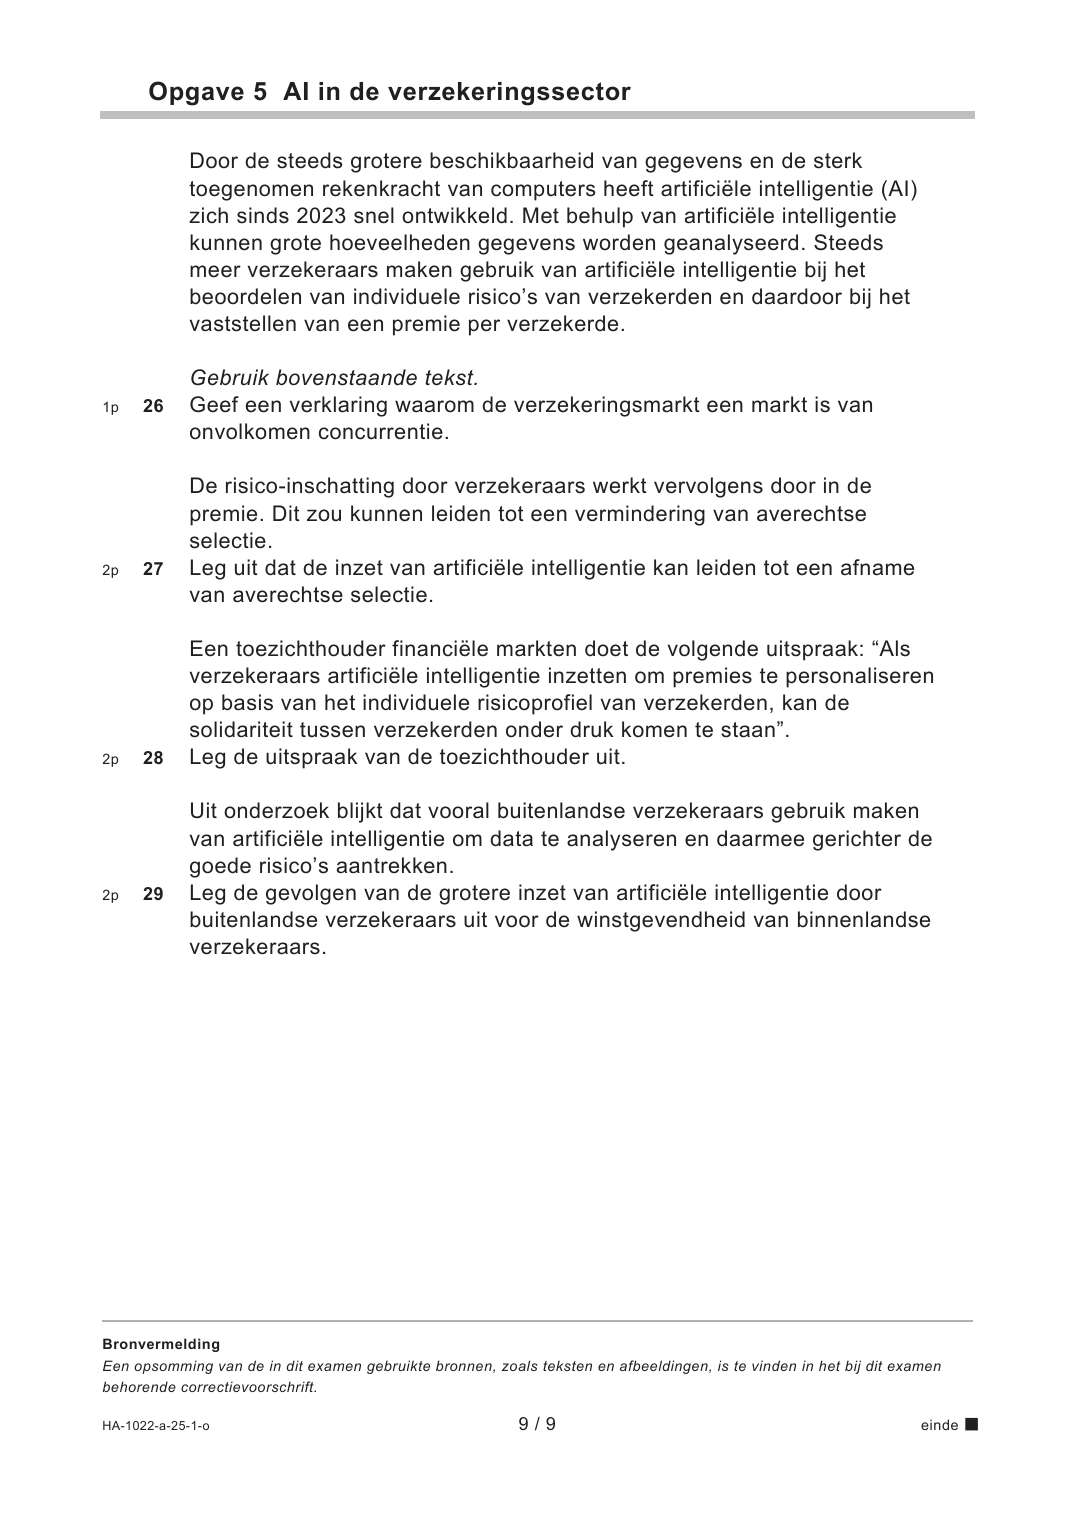 Opgave 5  AI in de verzekeringssector
Door de steeds grotere beschikbaarheid van gegevens en de sterk
toegenomen rekenkracht van computers heeft artificiële intelligentie (AI)
zich sinds 2023 snel ontwikkeld. Met behulp van artificiële intelligentie
kunnen grote hoeveelheden gegevens worden geanalyseerd. Steeds
meer verzekeraars maken gebruik van artificiële intelligentie bij het
beoordelen van individuele risico’s van verzekerden en daardoor bij het
vaststellen van een premie per verzekerde.
Gebruik bovenstaande tekst.
1p 26 Geef een verklaring waarom de verzekeringsmarkt een markt is van
onvolkomen concurrentie.
De risico-inschatting door verzekeraars werkt vervolgens door in de
premie. Dit zou kunnen leiden tot een vermindering van averechtse
selectie.
2p 27 Leg uit dat de inzet van artificiële intelligentie kan leiden tot een afname
van averechtse selectie.
Een toezichthouder financiële markten doet de volgende uitspraak: “Als
verzekeraars artificiële intelligentie inzetten om premies te personaliseren
op basis van het individuele risicoprofiel van verzekerden, kan de
solidariteit tussen verzekerden onder druk komen te staan”.
2p 28 Leg de uitspraak van de toezichthouder uit.
Uit onderzoek blijkt dat vooral buitenlandse verzekeraars gebruik maken
van artificiële intelligentie om data te analyseren en daarmee gerichter de
goede risico’s aantrekken.
2p 29 Leg de gevolgen van de grotere inzet van artificiële intelligentie door
buitenlandse verzekeraars uit voor de winstgevendheid van binnenlandse
verzekeraars.
Bronvermelding
Een opsomming van de in dit examen gebruikte bronnen, zoals teksten en afbeeldingen, is te vinden in het bij dit examen
behorende correctievoorschrift.
HA-1022-a-25-1-o 9 / 9 einde ■